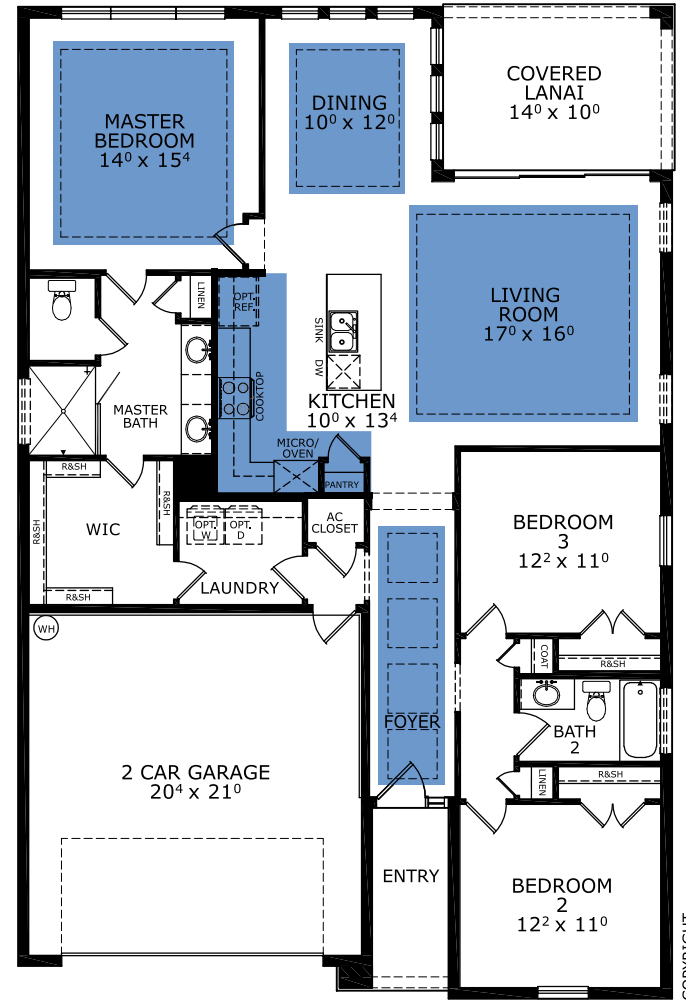 MASTER
BEDROOM
14⁰ x 15⁴
DINING
10⁰ x 12⁰
COVERED
LANAI
14⁰ x 10⁰
LIVING
ROOM
17⁰ x 16⁰
LINEN
OPT.
REF.
SINK
DW
COOKTOP
KITCHEN
10⁰ x 13⁴
MASTER
BATH
MICRO/
OVEN
PANTRY
R&SH
R&SH
R&SH
R&SH
WIC
OPT.
W
OPT.
D
LAUNDRY
AC
CLOSET
BEDROOM
3
12² x 11⁰
WH
COAT
R&SH
FOYER
BATH
2
LINEN
R&SH
2 CAR GARAGE
20⁴ x 21⁰
ENTRY
BEDROOM
2
12² x 11⁰
COPYRIGHT